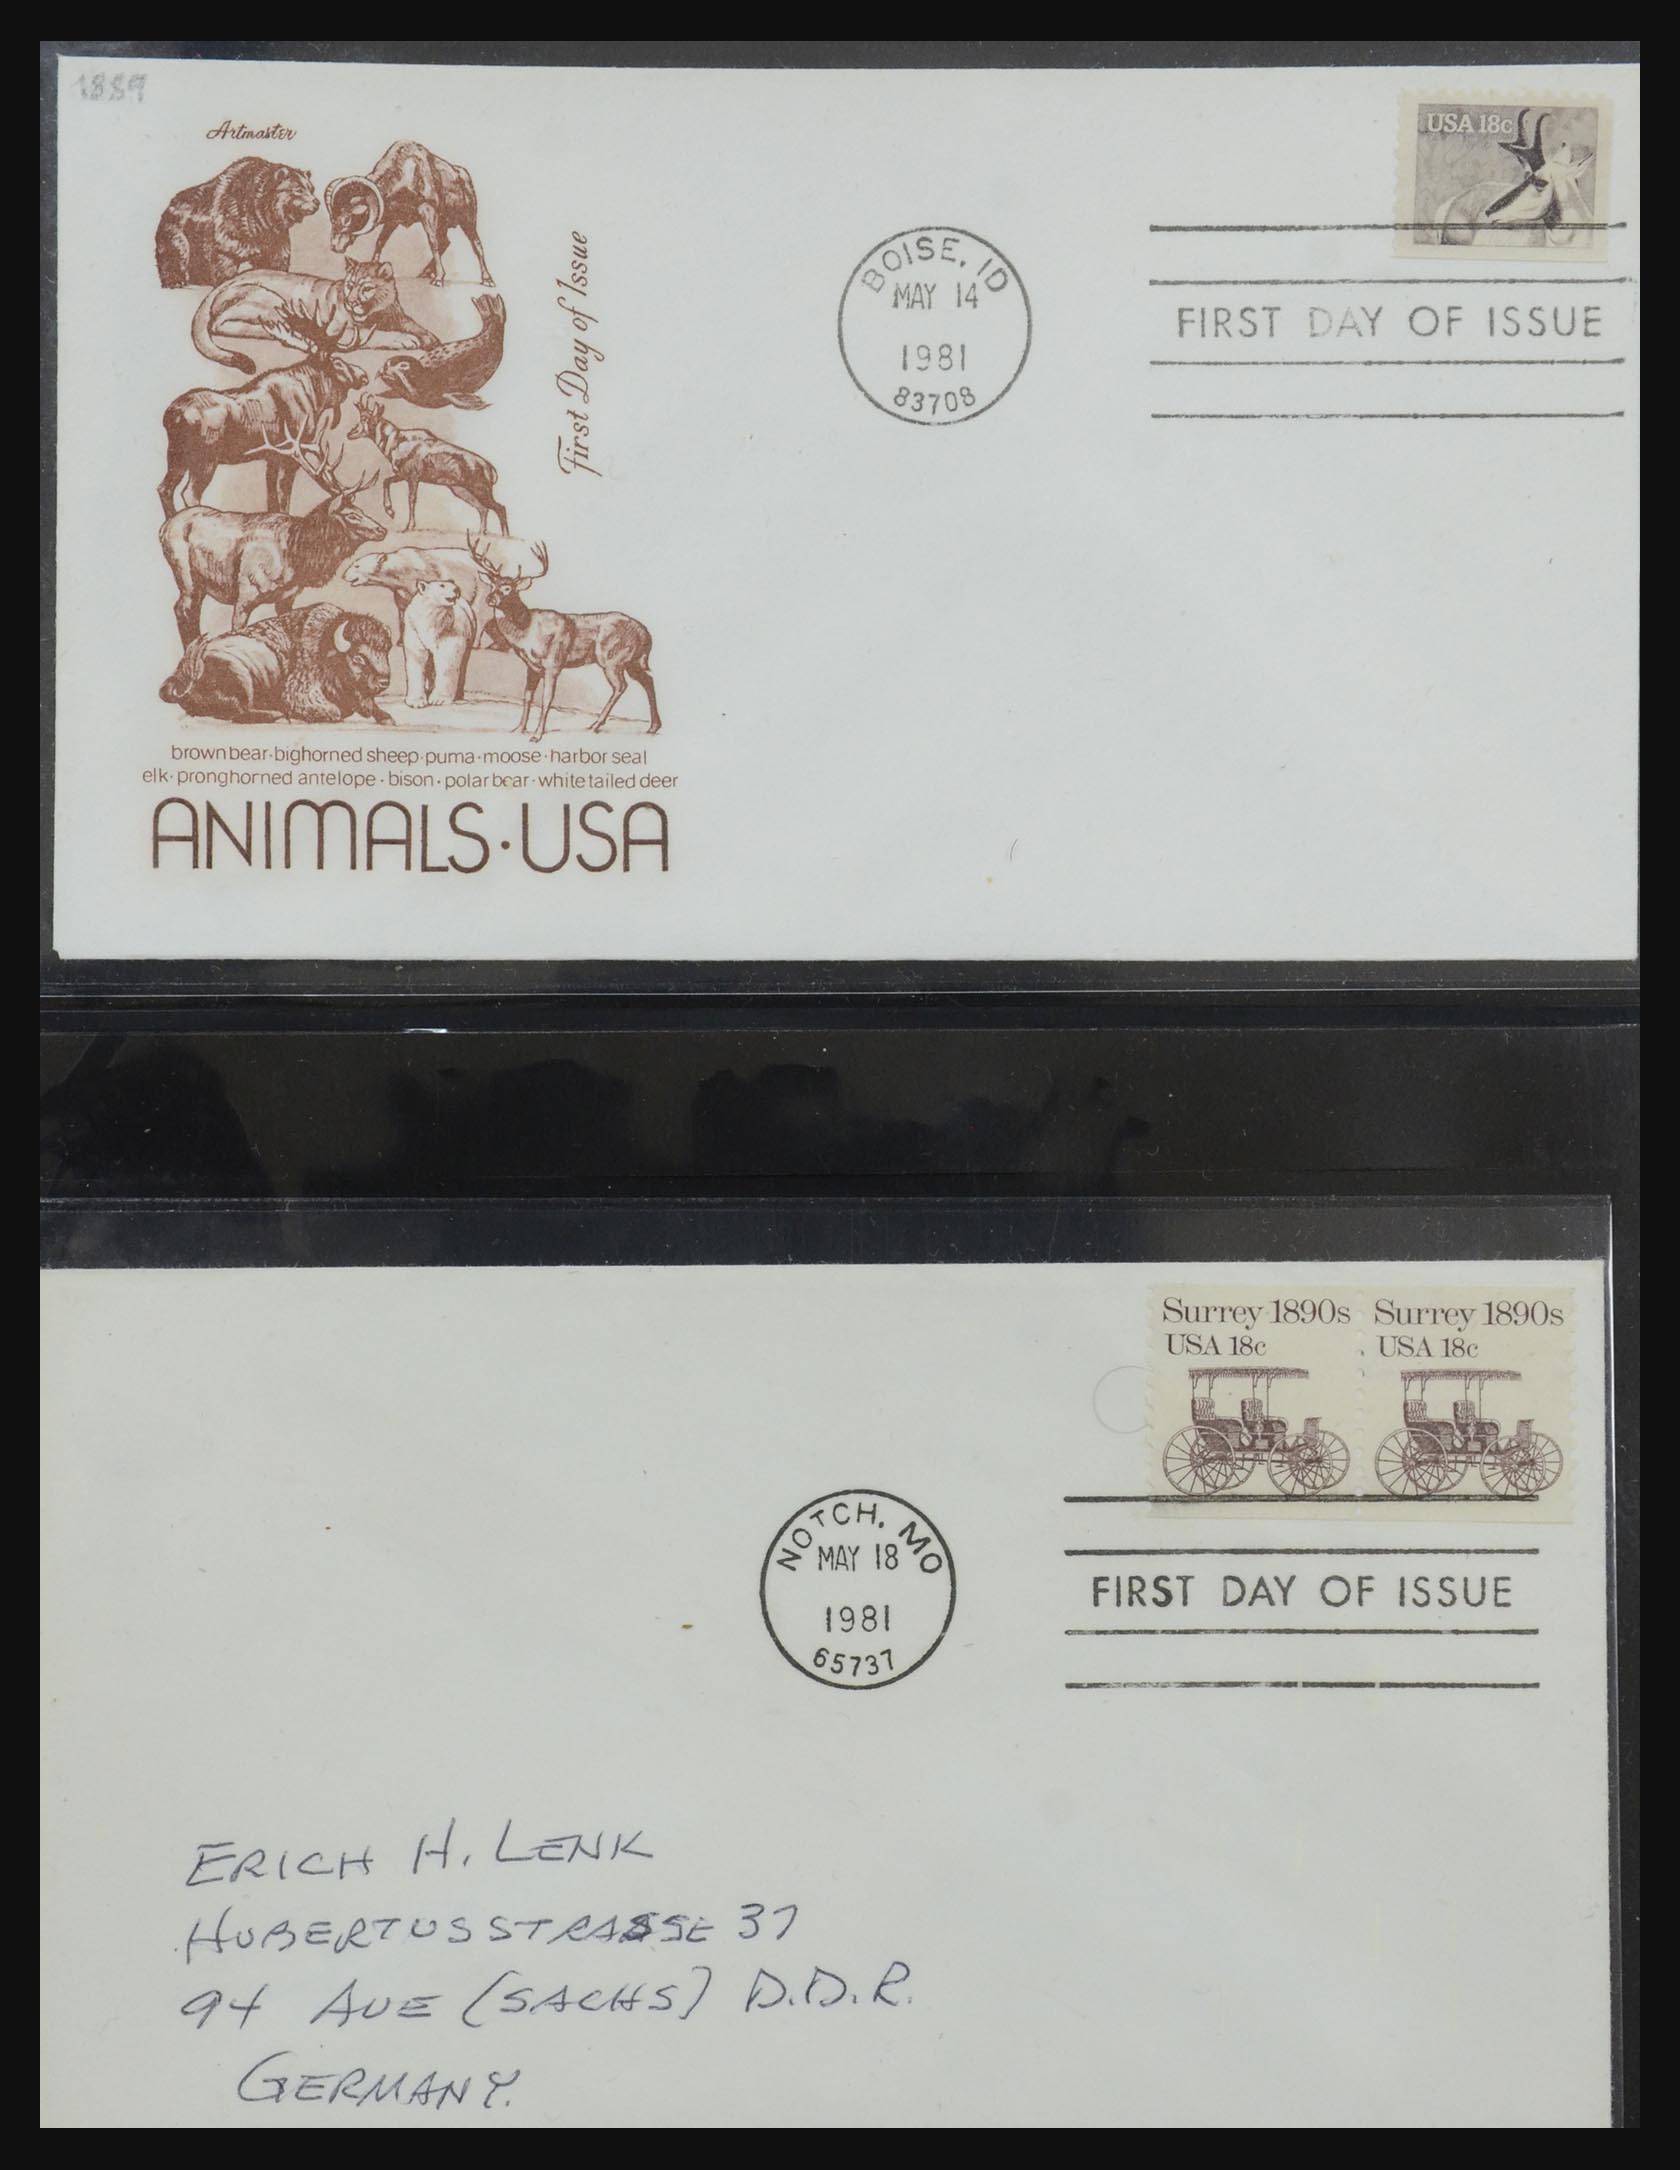 1889
Artmaster
First Day of Issue
brown bear·bighorned sheep·puma·moose·harbor seal
elk·pronghorned antelope·bison·polar bear·white tailed deer
ANIMALS·USA
BOISE, ID
MAY 14
1981
83708
USA 18c
FIRST DAY OF ISSUE
Surrey 1890s
USA 18c
Surrey 1890s
USA 18c
NOTCH, MO
MAY 18
1981
65737
FIRST DAY OF ISSUE
ERICH H. LENK
HUBERTUSSTRASSE 37
94 AUE (SACHS) D.D.R.
GERMANY.